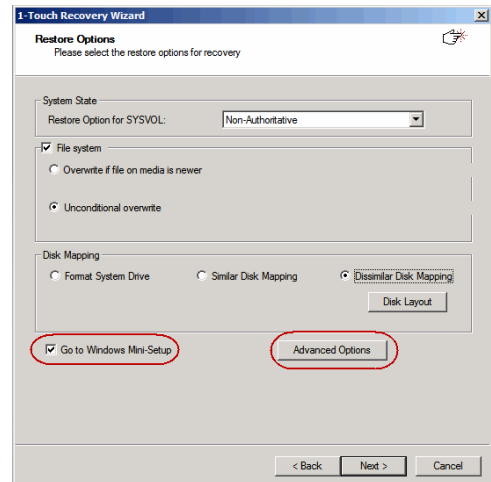 1-Touch Recovery Wizard
Restore Options
Please select the restore options for recovery
System State
Restore Option for SYSVOL: Non-Authoritative
File system
Overwrite if file on media is newer
Unconditional overwrite
Disk Mapping
Format System Drive Similar Disk Mapping Dissimilar Disk Mapping
Disk Layout
Go to Windows Mini-Setup Advanced Options
< Back Next > Cancel